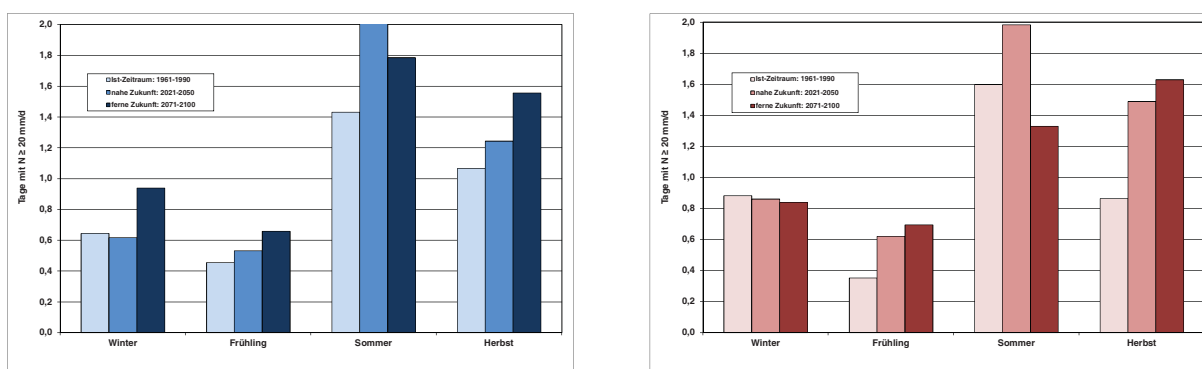 2,0
1,8
1,6
1,4
1,2
1,0
0,8
0,6
0,4
0,2
0,0
Tage mit N ≥ 20 mm/d
Ist-Zeitraum: 1961-1990
nahe Zukunft: 2021-2050
ferne Zukunft: 2071-2100
Winter
Frühling
Sommer
Herbst
2,0
1,8
1,6
1,4
1,2
1,0
0,8
0,6
0,4
0,2
0,0
Tage mit N ≥ 20 mm/d
Ist-Zeitraum: 1961-1990
nahe Zukunft: 2021-2050
ferne Zukunft: 2071-2100
Winter
Frühling
Sommer
Herbst